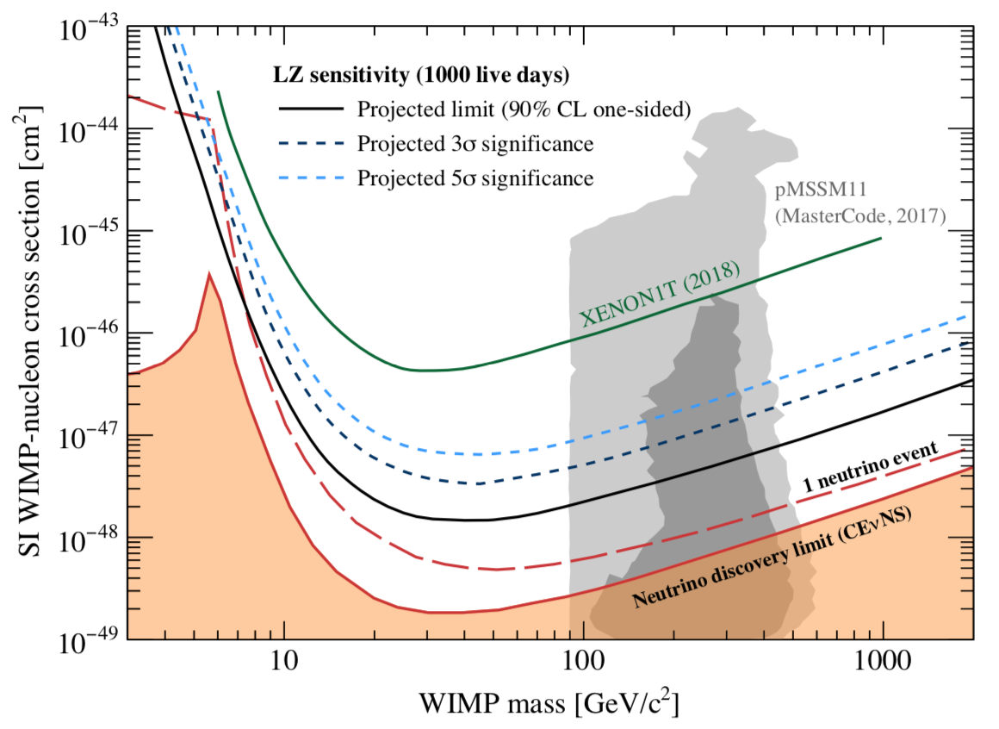 SI WIMP-nucleon cross section [cm²]
10⁻⁴³
10⁻⁴⁴
10⁻⁴⁵
10⁻⁴⁶
10⁻⁴⁷
10⁻⁴⁸
10⁻⁴⁹
LZ sensitivity (1000 live days)
Projected limit (90% CL one-sided)
Projected 3σ significance
Projected 5σ significance
pMSSM11
(MasterCode, 2017)
XENON1T (2018)
1 neutrino event
Neutrino discovery limit (CEνNS)
10
100
1000
WIMP mass [GeV/c²]